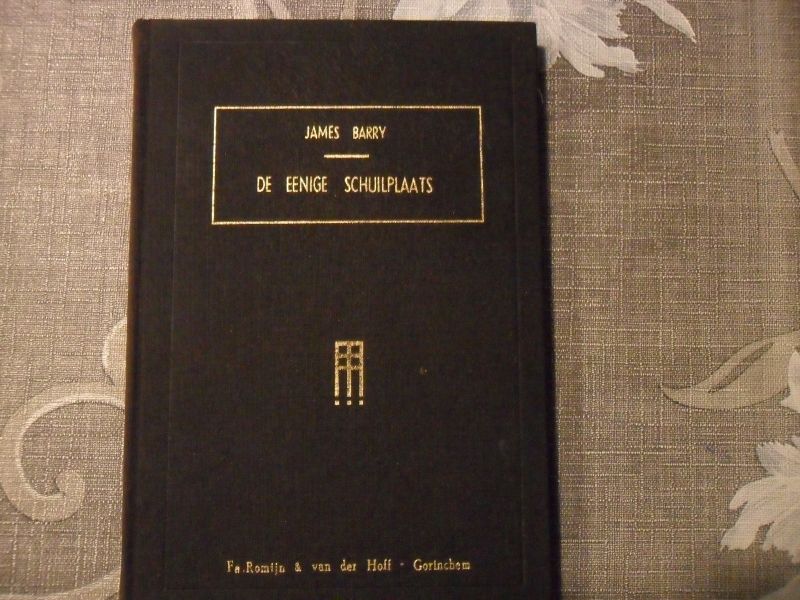 JAMES BARRY
DE EENIGE SCHUILPLAATS
Fa.Romijn & van der Hoff - Gorinchem